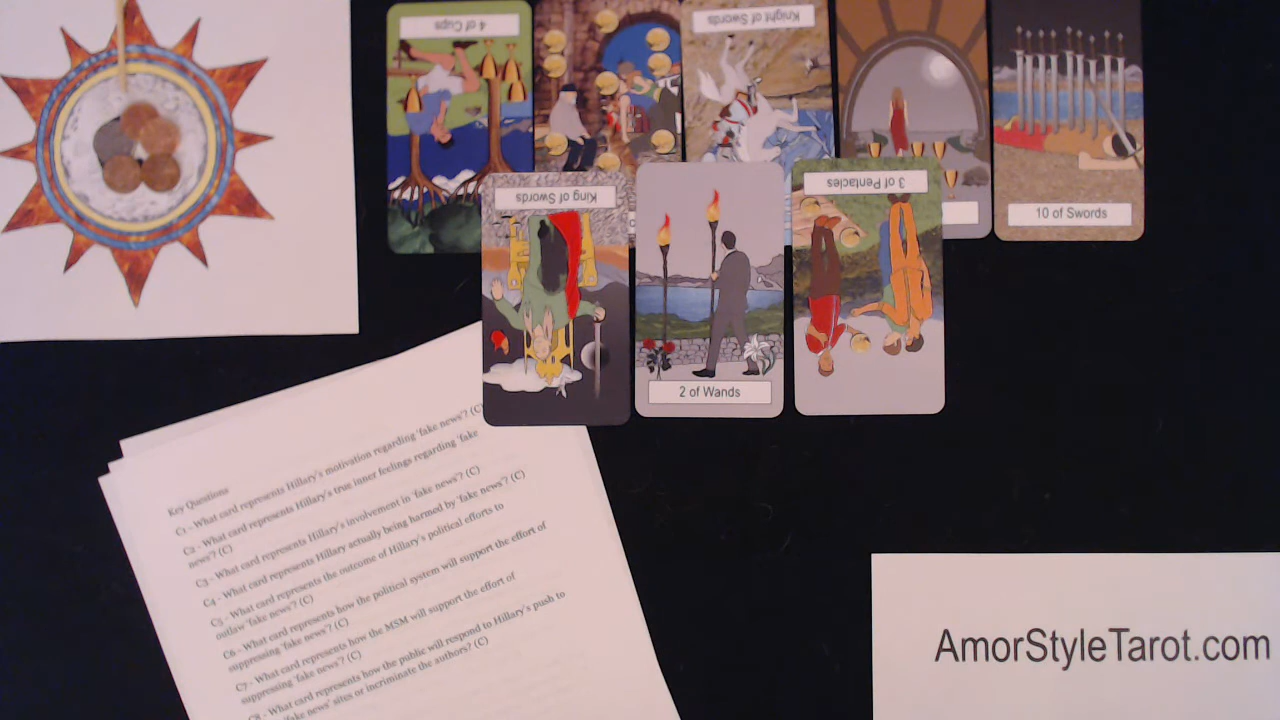 4 of Cups
Knight of Swords
10 of Swords
King of Swords
2 of Wands
3 of Pentacles
Key Questions
C1 - What card represents Hillary's motivation regarding 'fake news'? (C)
C2 - What card represents Hillary's true inner feelings regarding 'fake
news'? (C)
C3 - What card represents Hillary's involvement in 'fake news'? (C)
C4 - What card represents Hillary actually being harmed by 'fake news'? (C)
C5 - What card represents the outcome of Hillary's political efforts to
outlaw 'fake news'? (C)
C6 - What card represents how the political system will support the effort of
suppressing 'fake news'? (C)
C7 - What card represents how the MSM will support the effort of
suppressing 'fake news'? (C)
C8 - What card represents how the public will respond to Hillary's push to
'fake news' sites or incriminate the authors? (C)
AmorStyleTarot.com